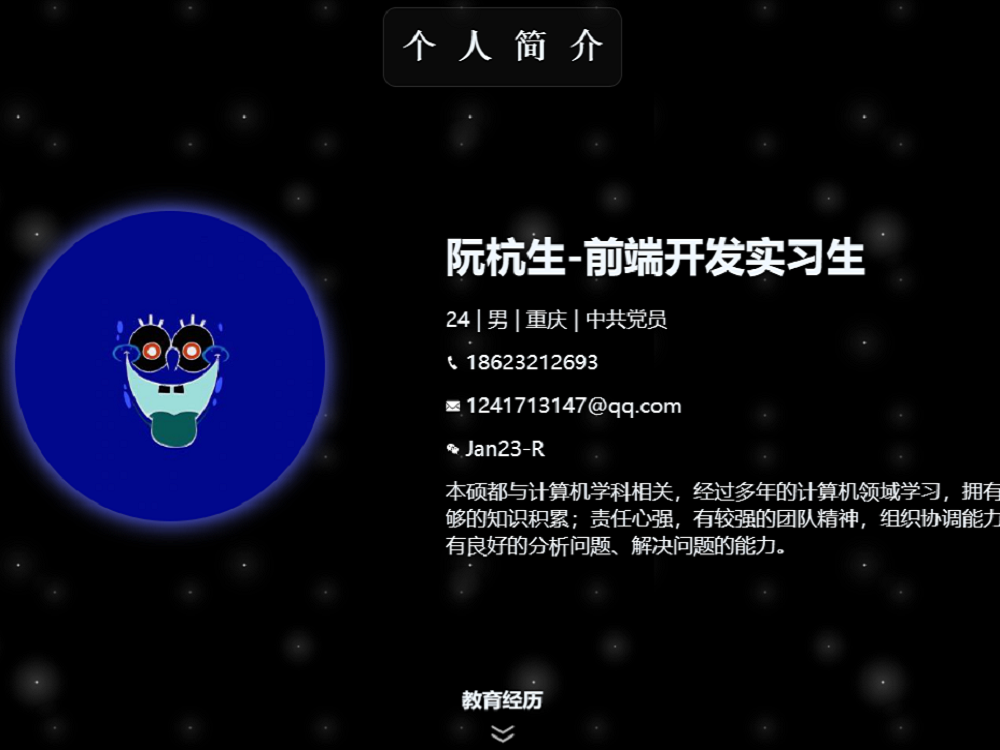 个人简介
阮杭生-前端开发实习生
24 | 男 | 重庆 | 中共党员
18623212693
1241713147@qq.com
Jan23-R
本硕都与计算机学科相关，经过多年的计算机领域学习，拥有
够的知识积累；责任心强，有较强的团队精神，组织协调能力
有良好的分析问题、解决问题的能力。
教育经历